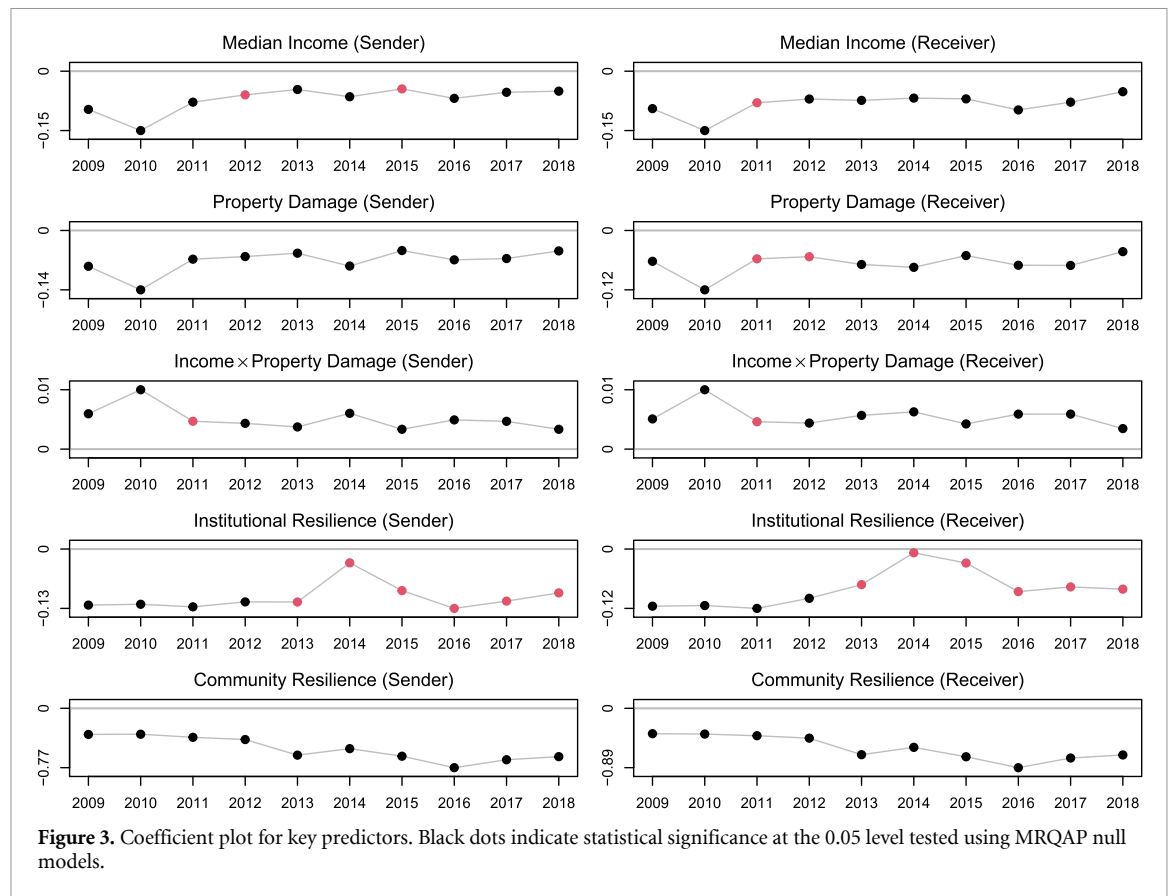 Median Income (Sender)
0
−0.15
2009 2010 2011 2012 2013 2014 2015 2016 2017 2018
Median Income (Receiver)
0
−0.15
2009 2010 2011 2012 2013 2014 2015 2016 2017 2018
Property Damage (Sender)
0
−0.14
2009 2010 2011 2012 2013 2014 2015 2016 2017 2018
Property Damage (Receiver)
0
−0.12
2009 2010 2011 2012 2013 2014 2015 2016 2017 2018
Income × Property Damage (Sender)
0.01
0
2009 2010 2011 2012 2013 2014 2015 2016 2017 2018
Income × Property Damage (Receiver)
0.01
0
2009 2010 2011 2012 2013 2014 2015 2016 2017 2018
Institutional Resilience (Sender)
0
−0.13
2009 2010 2011 2012 2013 2014 2015 2016 2017 2018
Institutional Resilience (Receiver)
0
−0.12
2009 2010 2011 2012 2013 2014 2015 2016 2017 2018
Community Resilience (Sender)
0
−0.77
2009 2010 2011 2012 2013 2014 2015 2016 2017 2018
Community Resilience (Receiver)
0
−0.89
2009 2010 2011 2012 2013 2014 2015 2016 2017 2018
Figure 3. Coefficient plot for key predictors. Black dots indicate statistical significance at the 0.05 level tested using MRQAP null
models.